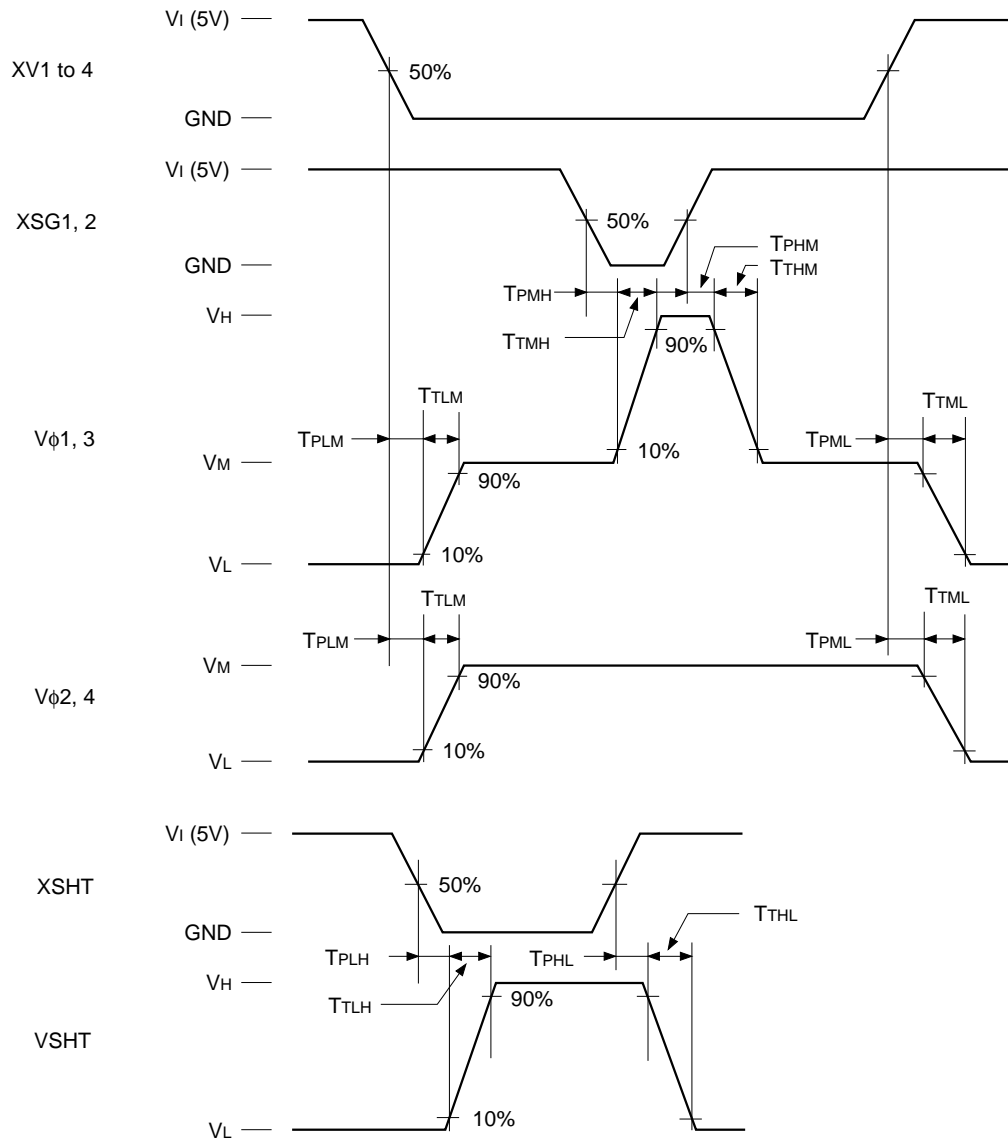 VI (5V)
XV1 to 4
50%
GND
VI (5V)
XSG1, 2
50%
GND
TPHM
TTHM
TPMH
VH
TTMH
90%
TTLM
TTML
Vφ1, 3
TPLM
TPML
10%
VM
90%
10%
VL
TTLM
TTML
TPLM
TPML
VM
90%
Vφ2, 4
10%
VL
VI (5V)
XSHT
50%
TTHL
GND
TPLH
TPHL
VH
TTLH
90%
VSHT
10%
VL